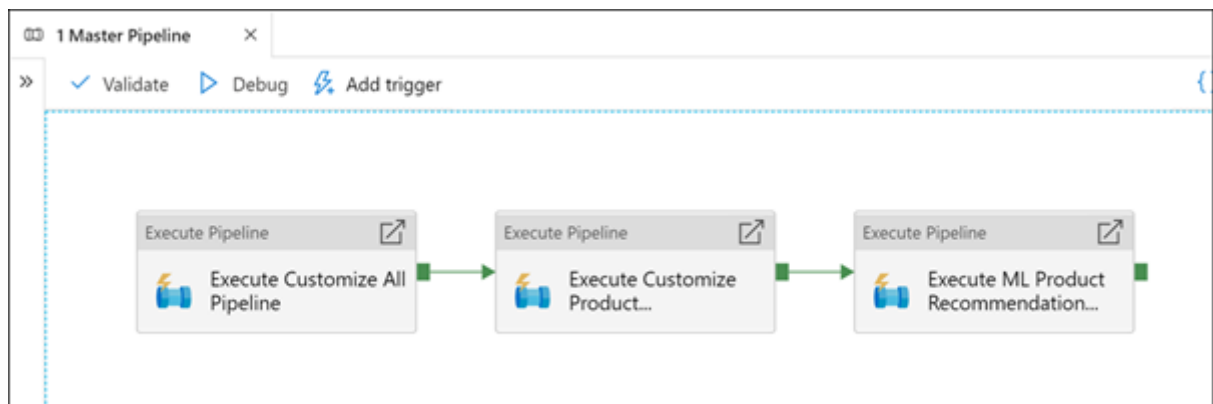 1 Master Pipeline
Validate Debug Add trigger
Execute Pipeline
Execute Customize All
Pipeline
Execute Pipeline
Execute Customize
Product...
Execute Pipeline
Execute ML Product
Recommendation...